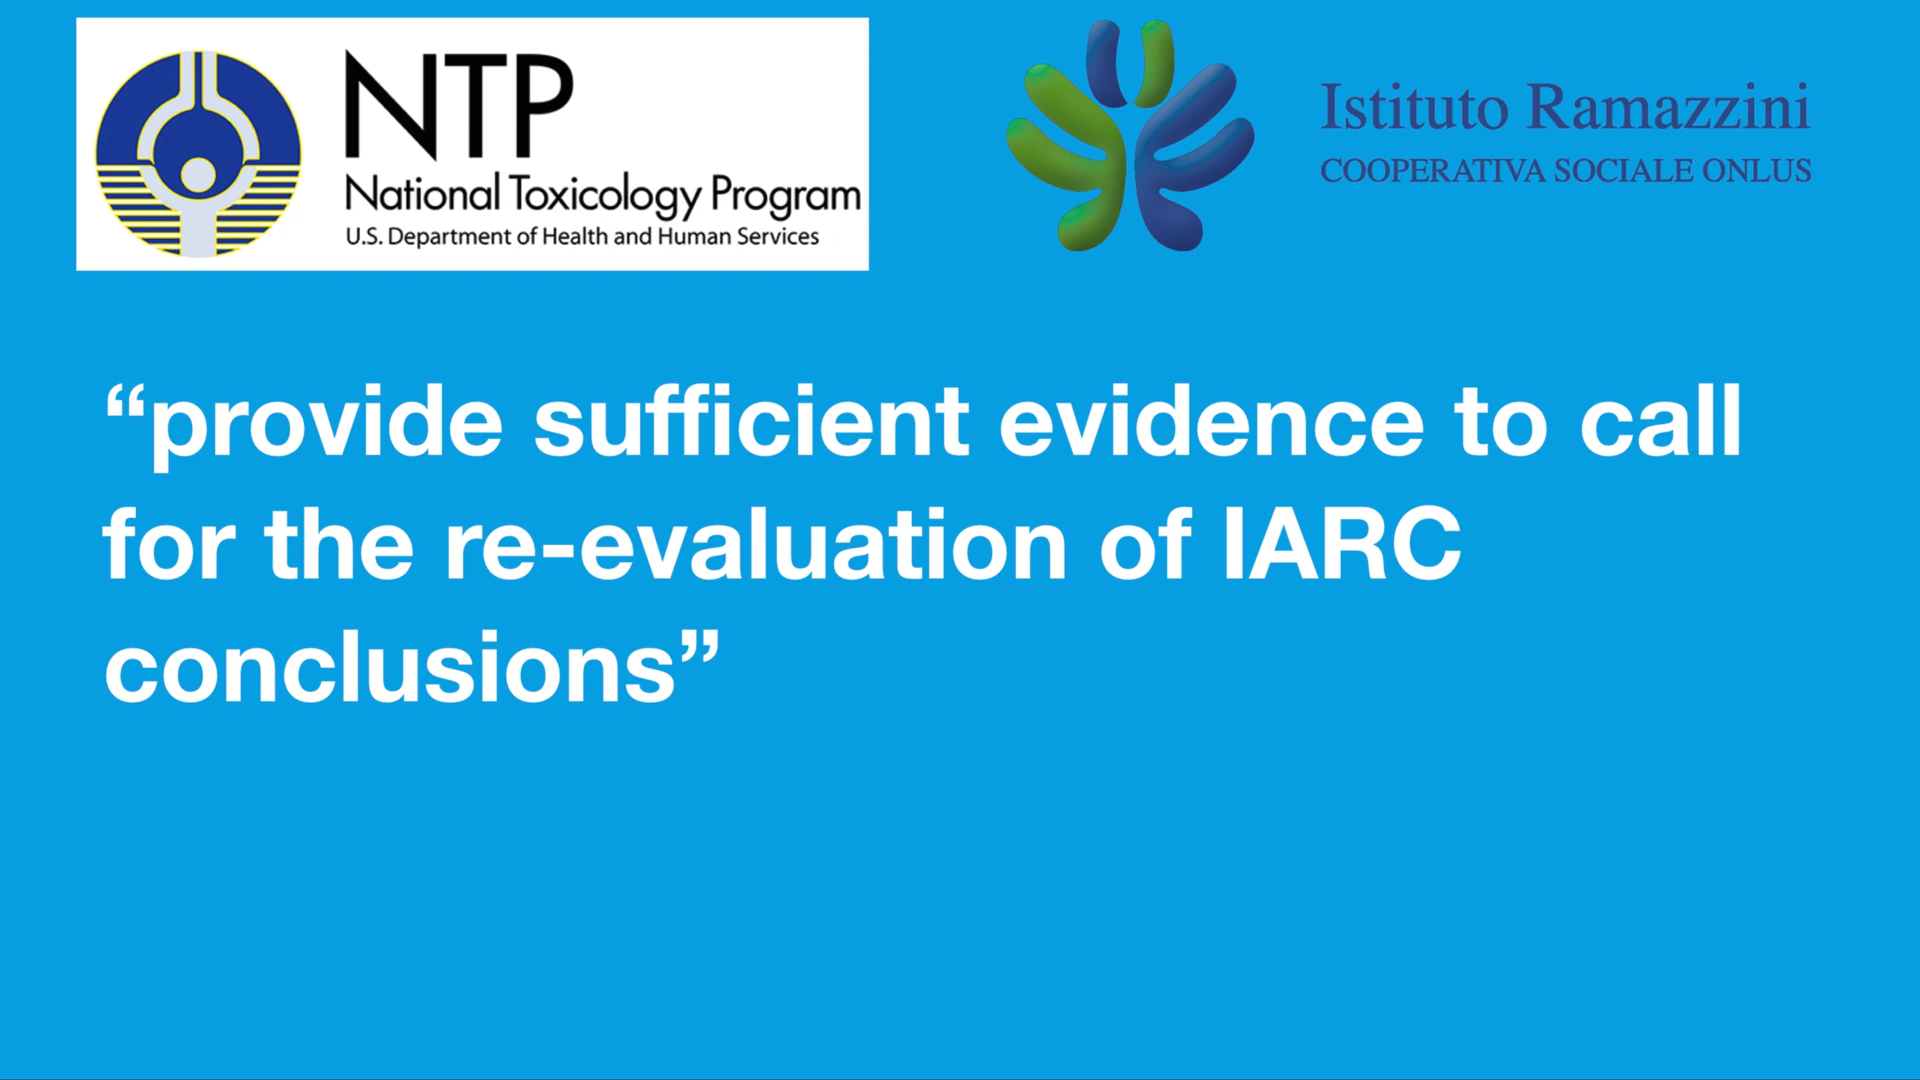 NTP
National Toxicology Program
U.S. Department of Health and Human Services
Istituto Ramazzini
COOPERATIVA SOCIALE ONLUS
“provide sufficient evidence to call
for the re-evaluation of IARC
conclusions”